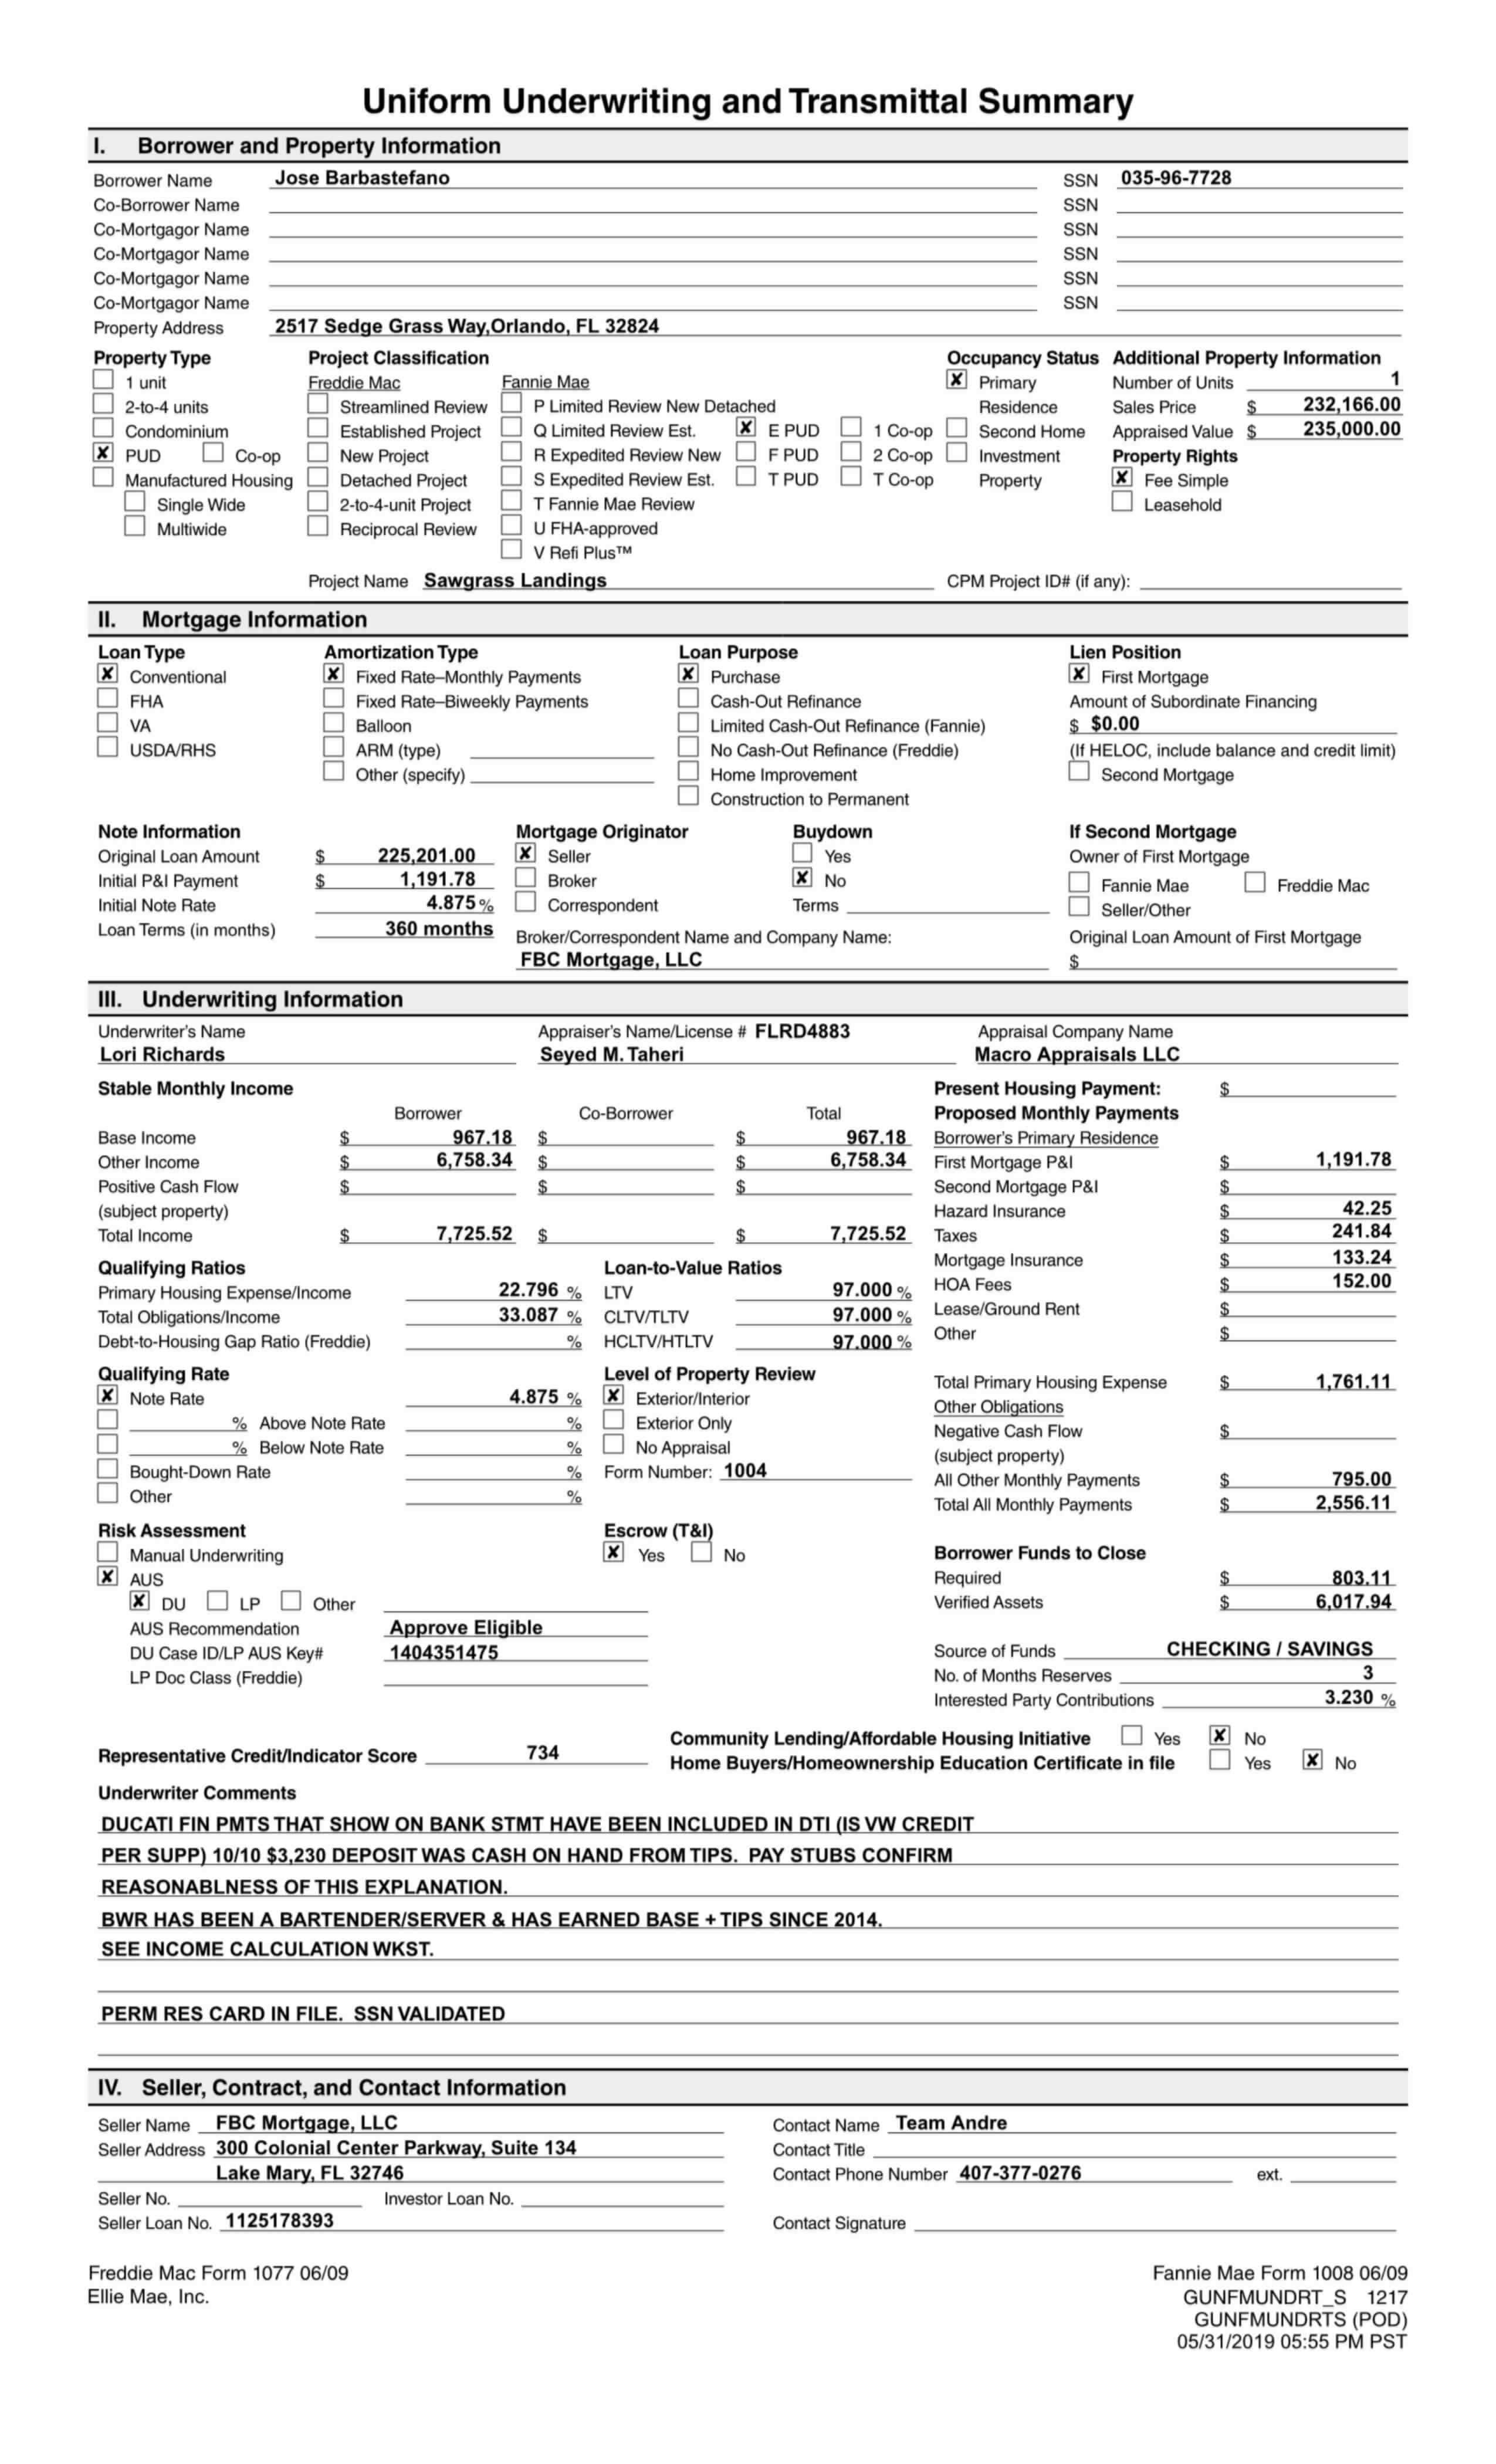 Uniform Underwriting and Transmittal Summary
I. Borrower and Property Information
Borrower Name Jose Barbastefano SSN 035-96-7728
Co-Borrower Name SSN
Co-Mortgagor Name SSN
Co-Mortgagor Name SSN
Co-Mortgagor Name SSN
Co-Mortgagor Name SSN
Property Address 2517 Sedge Grass Way,Orlando, FL 32824
Property Type Project Classification Occupancy Status Additional Property Information
1 unit Freddie Mac Fannie Mae Primary Number of Units 1
2-to-4 units Streamlined Review P Limited Review New Detached Residence Sales Price $ 232,166.00
Condominium Established Project Q Limited Review Est. E PUD 1 Co-op Second Home Appraised Value $ 235,000.00
PUD Co-op New Project R Expedited Review New F PUD 2 Co-op Investment Property Rights
Manufactured Housing Detached Project S Expedited Review Est. T PUD T Co-op Property Fee Simple
Single Wide 2-to-4-unit Project T Fannie Mae Review Leasehold
Multiwide Reciprocal Review U FHA-approved
V Refi Plus™
Project Name Sawgrass Landings CPM Project ID# (if any):
II. Mortgage Information
Loan Type Amortization Type Loan Purpose Lien Position
Conventional Fixed Rate–Monthly Payments Purchase First Mortgage
FHA Fixed Rate–Biweekly Payments Cash-Out Refinance Amount of Subordinate Financing
VA Balloon Limited Cash-Out Refinance (Fannie) $ $0.00
USDA/RHS ARM (type) No Cash-Out Refinance (Freddie) (If HELOC, include balance and credit limit)
Other (specify) Home Improvement Second Mortgage
Construction to Permanent
Note Information Mortgage Originator Buydown If Second Mortgage
Original Loan Amount $ 225,201.00 Seller Yes Owner of First Mortgage
Initial P&I Payment $ 1,191.78 Broker No Fannie Mae Freddie Mac
Initial Note Rate 4.875 % Correspondent Terms Seller/Other
Loan Terms (in months) 360 months Broker/Correspondent Name and Company Name: Original Loan Amount of First Mortgage
FBC Mortgage, LLC $
III. Underwriting Information
Underwriter's Name Appraiser's Name/License # FLRD4883 Appraisal Company Name
Lori Richards Seyed M. Taheri Macro Appraisals LLC
Stable Monthly Income Present Housing Payment: $
Borrower Co-Borrower Total Proposed Monthly Payments
Base Income $ 967.18 $ $ 967.18 Borrower's Primary Residence
Other Income $ 6,758.34 $ $ 6,758.34 First Mortgage P&I $ 1,191.78
Positive Cash Flow $ $ $ Second Mortgage P&I $
(subject property) Hazard Insurance $ 42.25
Total Income $ 7,725.52 $ $ 7,725.52 Taxes $ 241.84
Qualifying Ratios Loan-to-Value Ratios Mortgage Insurance $ 133.24
Primary Housing Expense/Income 22.796 % LTV 97.000 % HOA Fees $ 152.00
Total Obligations/Income 33.087 % CLTV/TLTV 97.000 % Lease/Ground Rent $
Debt-to-Housing Gap Ratio (Freddie) % HCLTV/HTLTV 97.000 % Other $
Qualifying Rate Level of Property Review Total Primary Housing Expense $ 1,761.11
Note Rate 4.875 % Exterior/Interior Other Obligations
% Above Note Rate % Exterior Only Negative Cash Flow $
% Below Note Rate % No Appraisal (subject property)
Bought-Down Rate % Form Number: 1004 All Other Monthly Payments $ 795.00
Other % Total All Monthly Payments $ 2,556.11
Risk Assessment Escrow (T&I)
Manual Underwriting Yes No Borrower Funds to Close
AUS Required $ 803.11
DU LP Other Verified Assets $ 6,017.94
AUS Recommendation Approve Eligible
DU Case ID/LP AUS Key# 1404351475 Source of Funds CHECKING / SAVINGS
LP Doc Class (Freddie) No. of Months Reserves 3
Interested Party Contributions 3.230 %
Community Lending/Affordable Housing Initiative Yes No
Representative Credit/Indicator Score 734 Home Buyers/Homeownership Education Certificate in file Yes No
Underwriter Comments
DUCATI FIN PMTS THAT SHOW ON BANK STMT HAVE BEEN INCLUDED IN DTI (IS VW CREDIT
PER SUPP) 10/10 $3,230 DEPOSIT WAS CASH ON HAND FROM TIPS. PAY STUBS CONFIRM
REASONABLNESS OF THIS EXPLANATION.
BWR HAS BEEN A BARTENDER/SERVER & HAS EARNED BASE + TIPS SINCE 2014.
SEE INCOME CALCULATION WKST.
PERM RES CARD IN FILE. SSN VALIDATED
IV. Seller, Contract, and Contact Information
Seller Name FBC Mortgage, LLC Contact Name Team Andre
Seller Address 300 Colonial Center Parkway, Suite 134 Contact Title
Lake Mary, FL 32746 Contact Phone Number 407-377-0276 ext.
Seller No. Investor Loan No.
Seller Loan No. 1125178393 Contact Signature
Freddie Mac Form 1077 06/09 Fannie Mae Form 1008 06/09
Ellie Mae, Inc. GUNFMUNDRT_S 1217
GUNFMUNDRTS (POD)
05/31/2019 05:55 PM PST